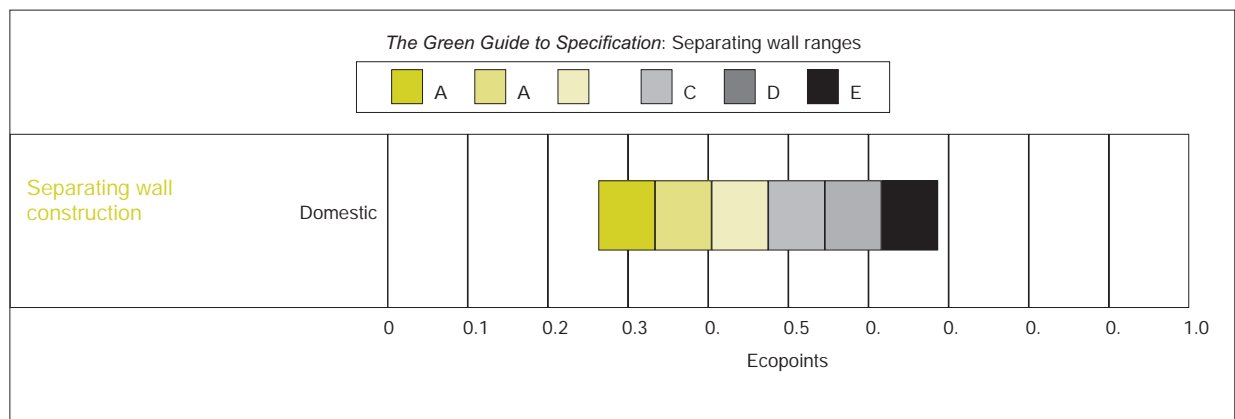 The Green Guide to Specification: Separating wall ranges
A A C D E
Separating wall
construction
Domestic
0 0.1 0.2 0.3 0. 0.5 0. 0. 0. 0. 1.0
Ecopoints